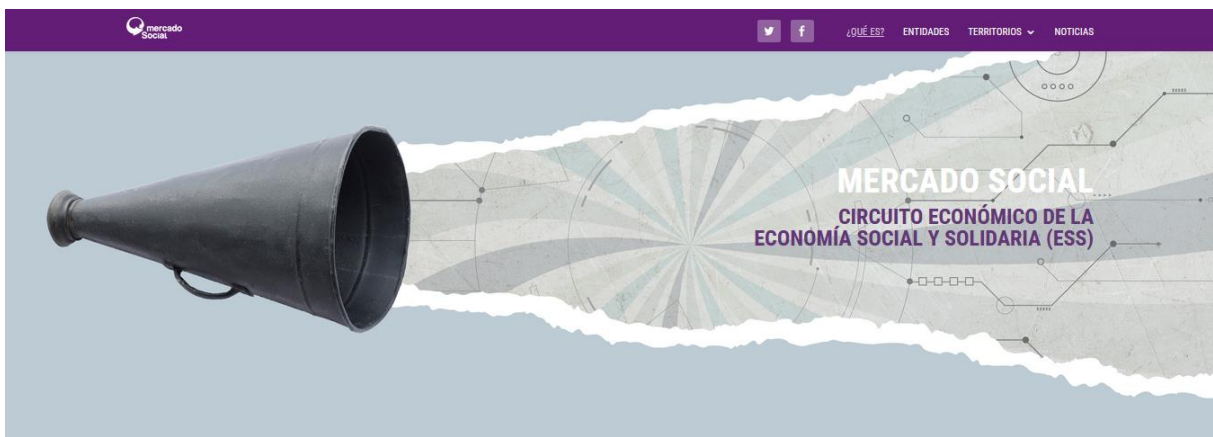 mercado
Social
¿QUÉ ES? ENTIDADES TERRITORIOS NOTICIAS
MERCADO SOCIAL
CIRCUITO ECONÓMICO DE LA
ECONOMÍA SOCIAL Y SOLIDARIA (ESS)